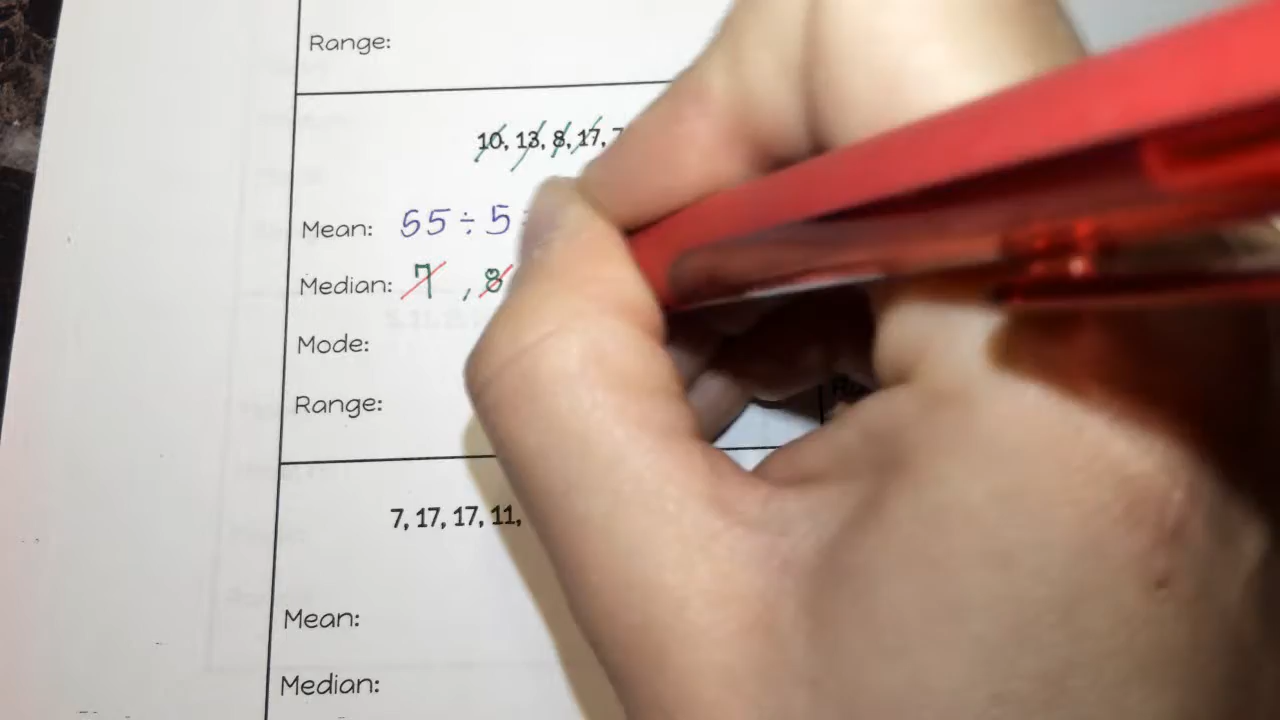 Range:
10, 13, 8, 17, 7
Mean: 55 ÷ 5
Median: 7 , 8
Mode:
Range:
7, 17, 17, 11,
Mean:
Median: